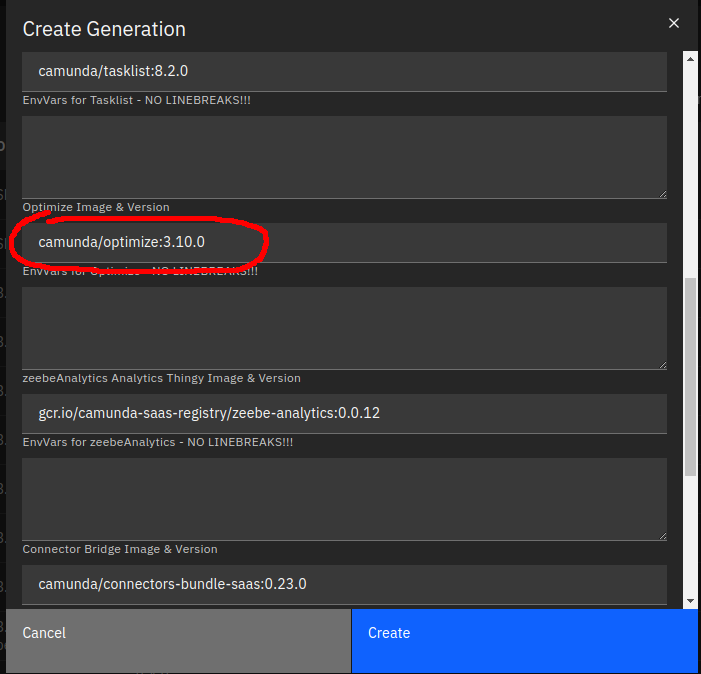 Create Generation
camunda/tasklist:8.2.0
EnvVars for Tasklist - NO LINEBREAKS!!!
Optimize Image & Version
camunda/optimize:3.10.0
EnvVars for Optimize - NO LINEBREAKS!!!
zeebeAnalytics Analytics Thingy Image & Version
gcr.io/camunda-saas-registry/zeebe-analytics:0.0.12
EnvVars for zeebeAnalytics - NO LINEBREAKS!!!
Connector Bridge Image & Version
camunda/connectors-bundle-saas:0.23.0
Cancel
Create